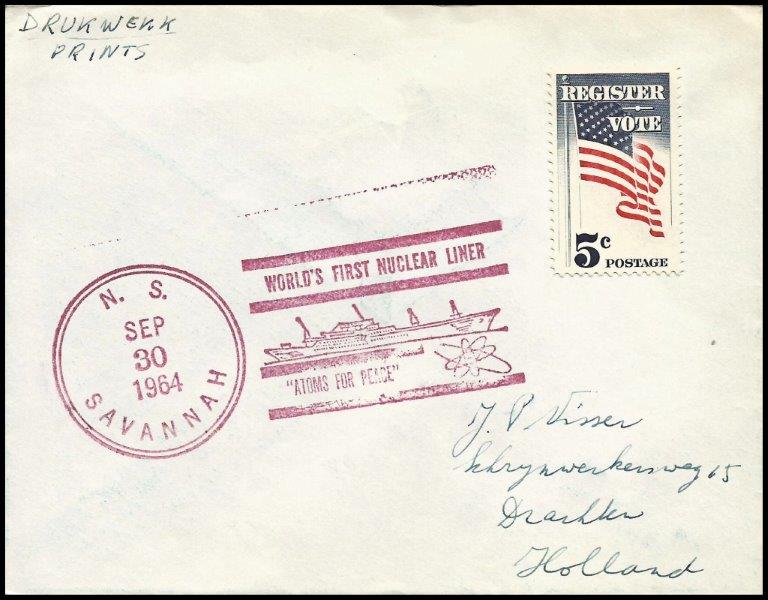 DRUKWERK
PRINTS
REGISTER
VOTE
5c
POSTAGE
WORLD'S FIRST NUCLEAR LINER
"ATOMS FOR PEACE"
N. S.
SEP
30
1964
SAVANNAH
J. P Visser
Schrynwerkersweg 65
Drachten
Holland